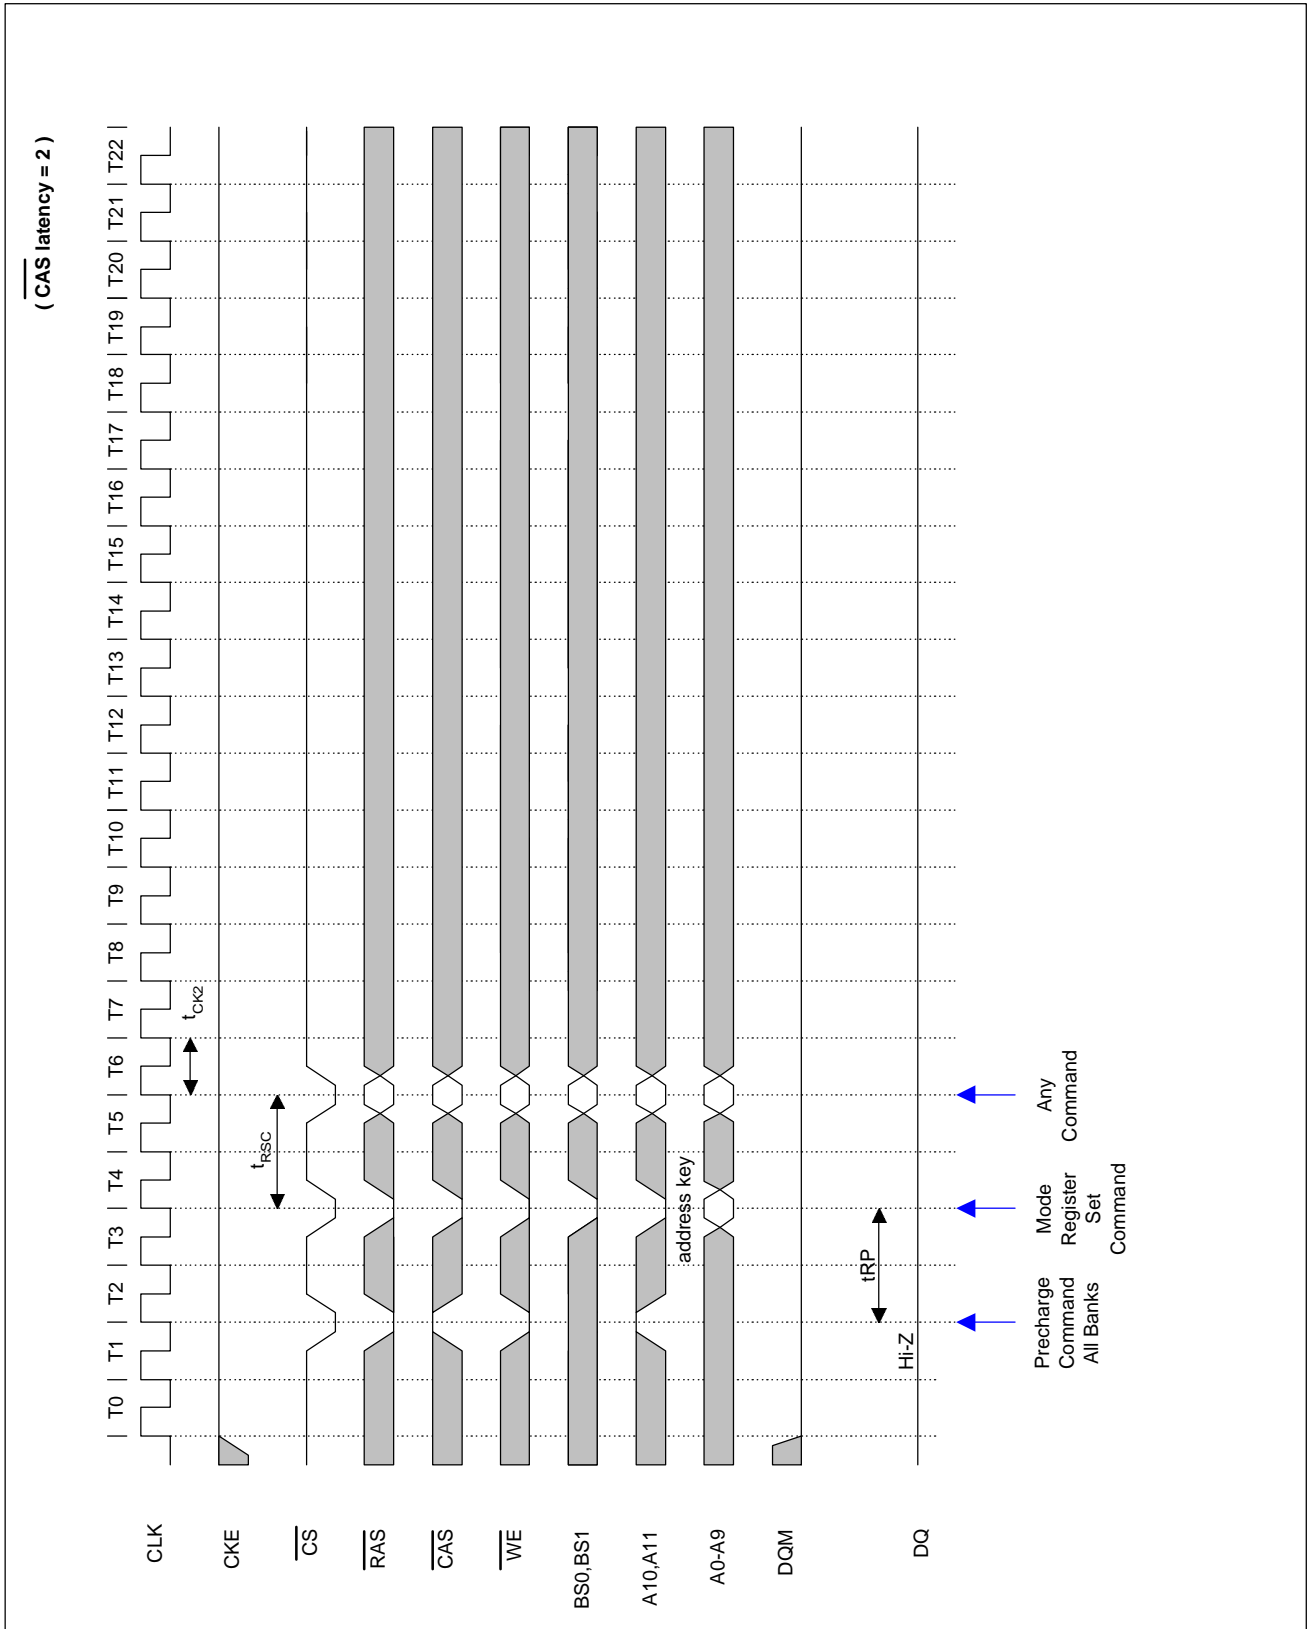 ( CAS latency = 2 )
T0 T1 T2 T3 T4 T5 T6 T7 T8 T9 T10 T11 T12 T13 T14 T15 T16 T17 T18 T19 T20 T21 T22
CLK
tCK2
CKE
tRSC
CS
RAS
CAS
WE
BS0,BS1
A10,A11
address key
A0-A9
DQM
tRP
Hi-Z
DQ
Precharge
Command
All Banks
Mode
Register
Set
Command
Any
Command